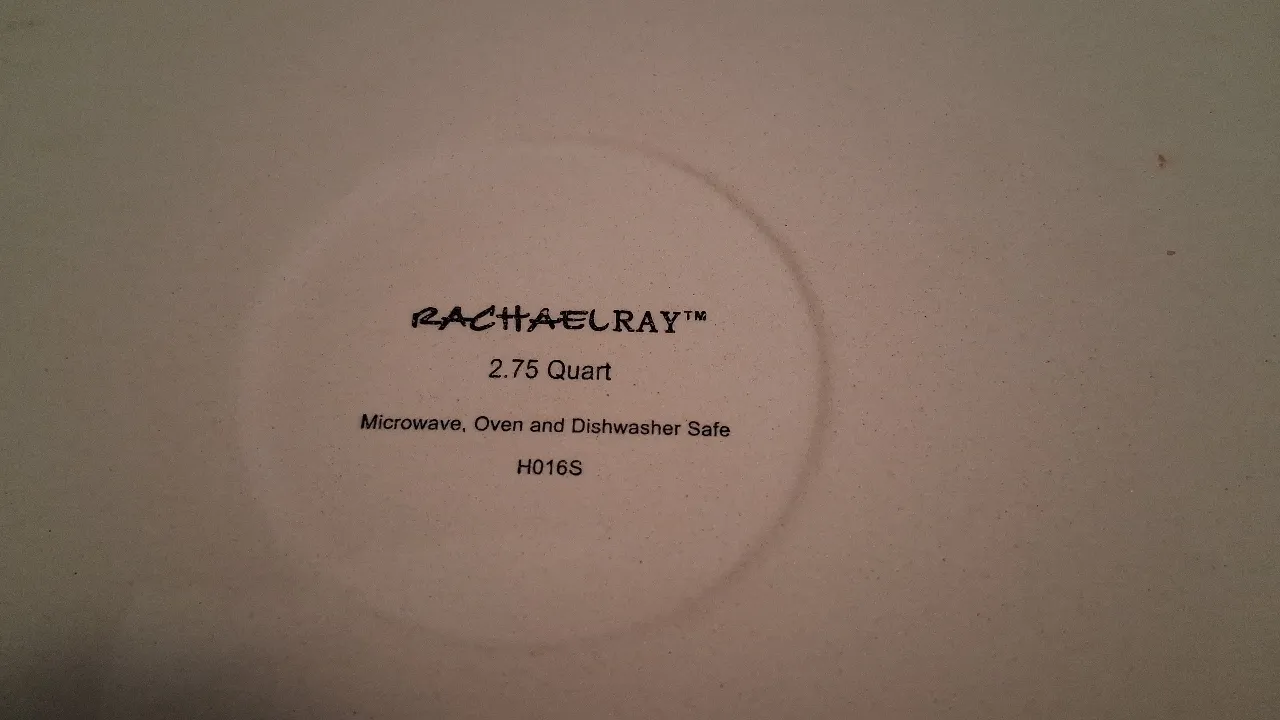 RACHAELRAY™
2.75 Quart
Microwave, Oven and Dishwasher Safe
H016S